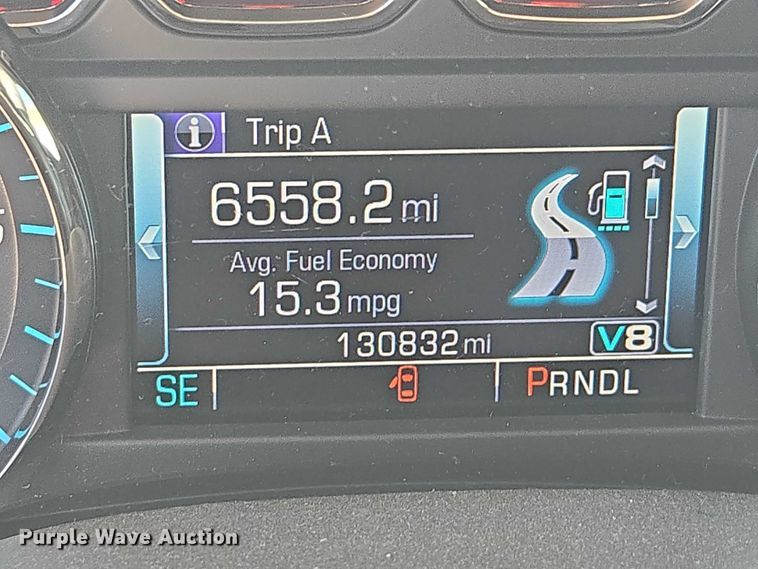 i Trip A
6558.2 mi
Avg. Fuel Economy
15.3 mpg
130832 mi V8
SE PRNDL
Purple Wave Auction